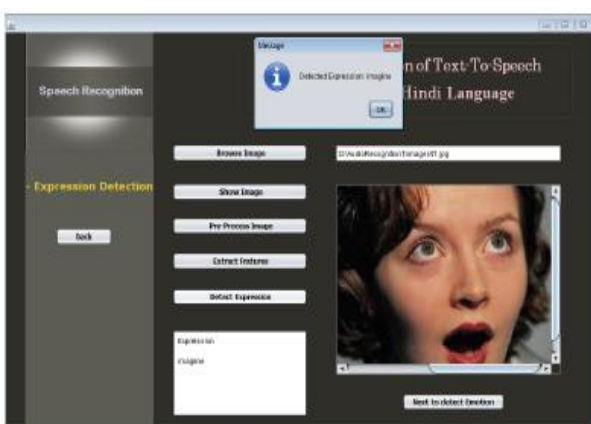 Message
Detected Expression: Imagine
OK
n of Text-To-Speech
Hindi Language
Speech Recognition
- Expression Detection
back
Browse Image
Show Image
Pre Process Image
Extract Features
Detect Expression
Expression
Imagine
Next to detect Emotion